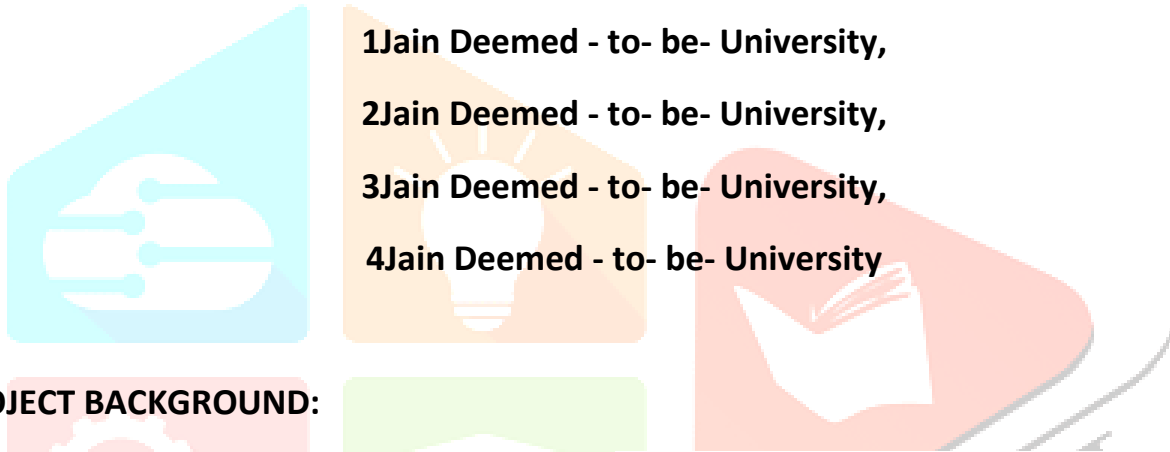 1Jain Deemed - to- be- University,
2Jain Deemed - to- be- University,
3Jain Deemed - to- be- University,
4Jain Deemed - to- be- University
BACKGROUND: